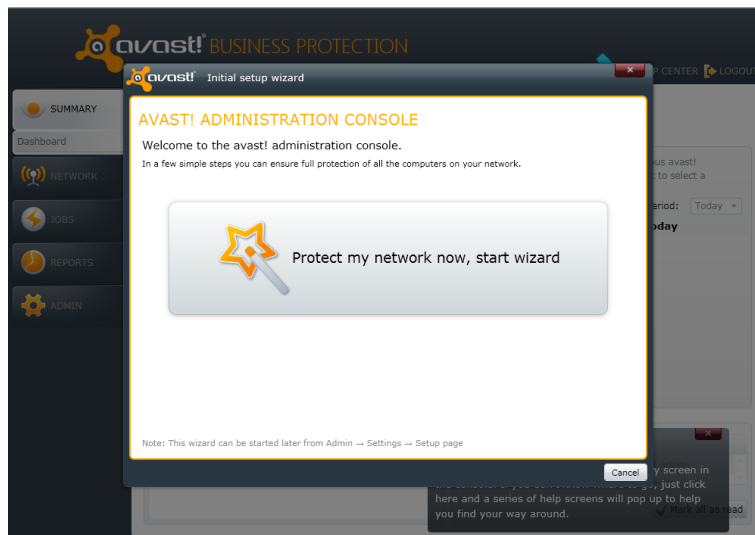 avast! BUSINESS PROTECTION
P CENTER LOGOUT
avast! Initial setup wizard
SUMMARY
Dashboard
NETWORK
JOBS
REPORTS
ADMIN
AVAST! ADMINISTRATION CONSOLE
Welcome to the avast! administration console.
In a few simple steps you can ensure full protection of all the computers on your network.
Protect my network now, start wizard
Note: This wizard can be started later from Admin → Settings → Setup page
Cancel
us avast!
to select a
eriod: Today
oday
y screen in
just click
here and a series of help screens will pop up to help
you find your way around.
Mark all as read